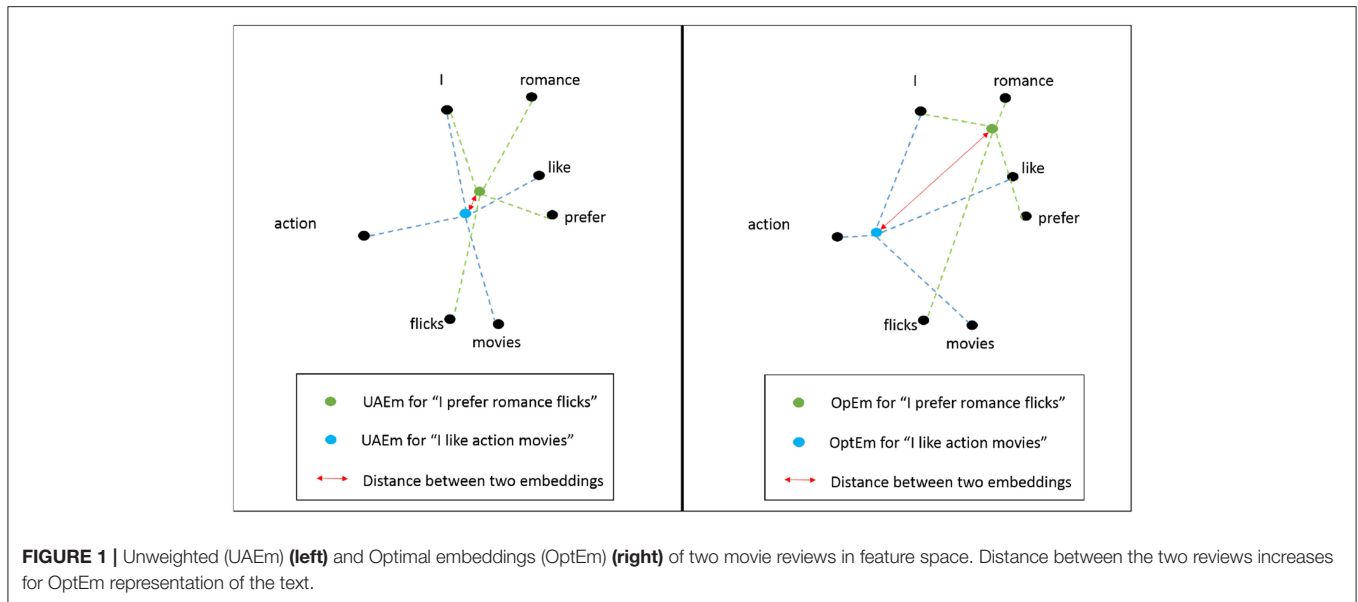 I
romance
like
prefer
action
flicks
movies
UAEm for “I prefer romance flicks”
UAEm for “I like action movies”
Distance between two embeddings
I
romance
like
prefer
action
flicks
movies
OpEm for “I prefer romance flicks”
OptEm for “I like action movies”
Distance between two embeddings
FIGURE 1 | Unweighted (UAEm) (left) and Optimal embeddings (OptEm) (right) of two movie reviews in feature space. Distance between the two reviews increases
for OptEm representation of the text.